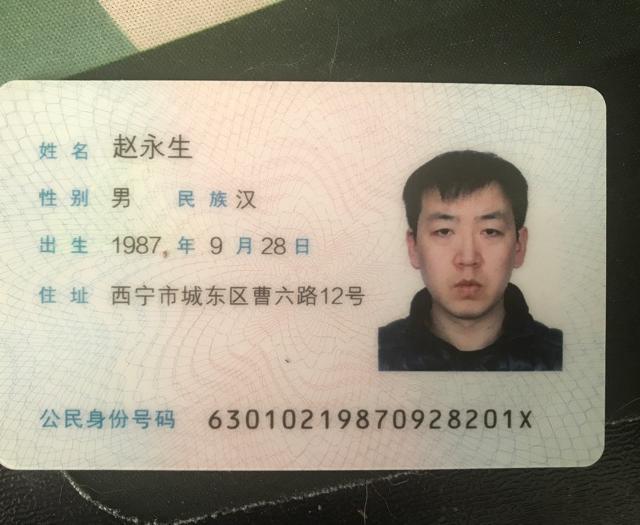 姓名 赵永生
性别 男 民族 汉
出生 1987 年 9 月 28 日
住址 西宁市城东区曹六路12号
公民身份号码 63010219870928201X